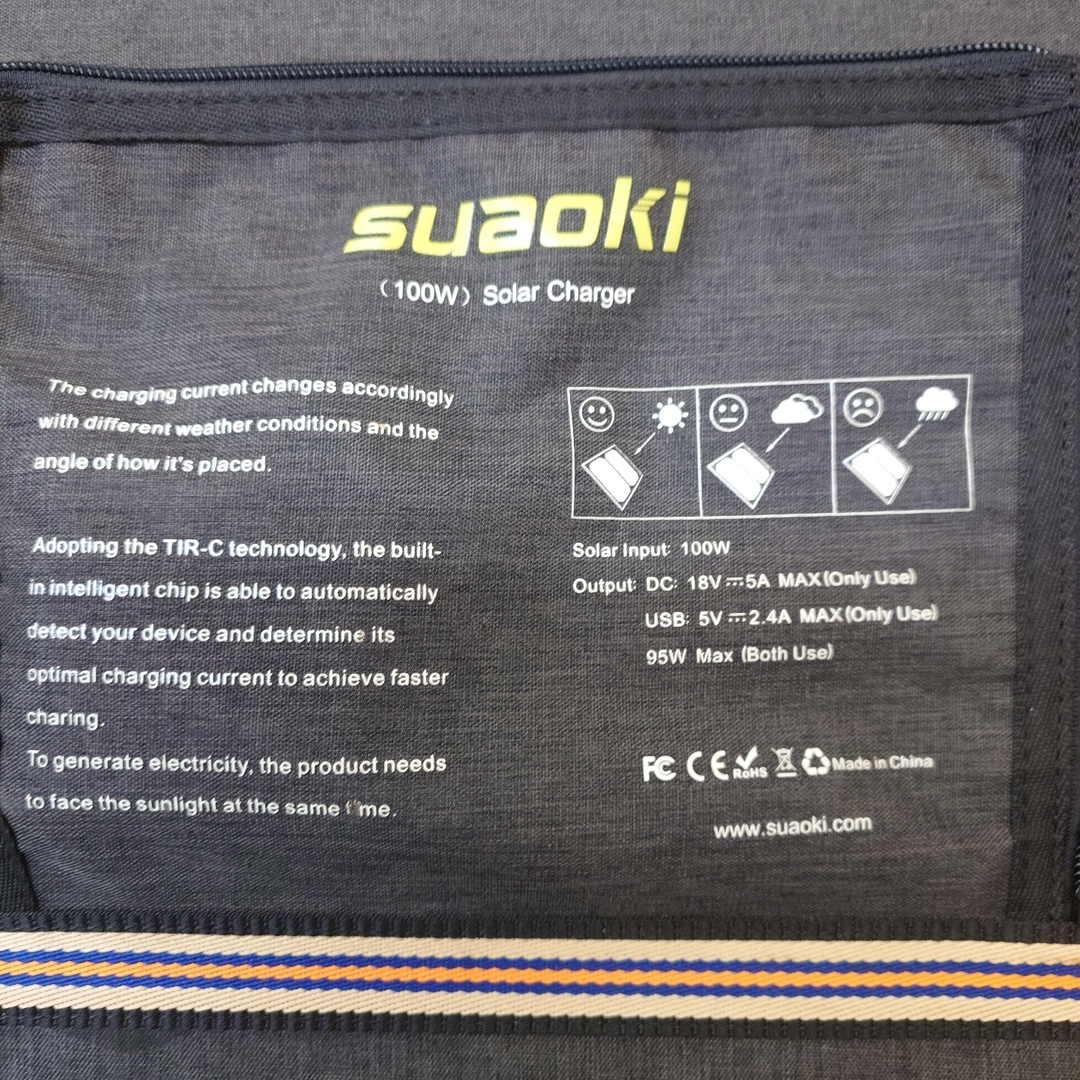 suaoki
（100W）Solar Charger
The charging current changes accordingly
with different weather conditions and the
angle of how it's placed.
Adopting the TIR-C technology, the built-
in intelligent chip is able to automatically
detect your device and determine its
optimal charging current to achieve faster
charing.
To generate electricity, the product needs
to face the sunlight at the same time.
Solar Input: 100W
Output: DC: 18V⎓5A MAX(Only Use)
USB: 5V⎓2.4A MAX(Only Use)
95W Max (Both Use)
FC CE RoHS Made in China
www.suaoki.com